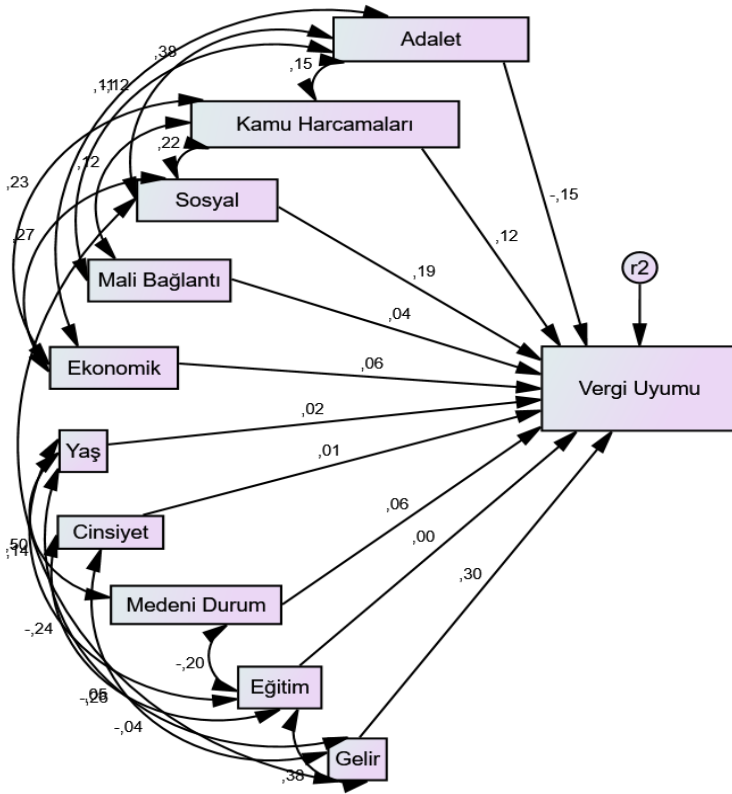 Adalet
,38
,15
,12
Kamu Harcamaları
,22
,12
,23
Sosyal
-,15
,27
,12
,19
r2
Mali Bağlantı
,04
Ekonomik
,06
Vergi Uyumu
,02
Yaş
,01
Cinsiyet
,50
,14
,06
,00
Medeni Durum
,30
-,24
-,20
Eğitim
,05
-,04
Gelir
,38